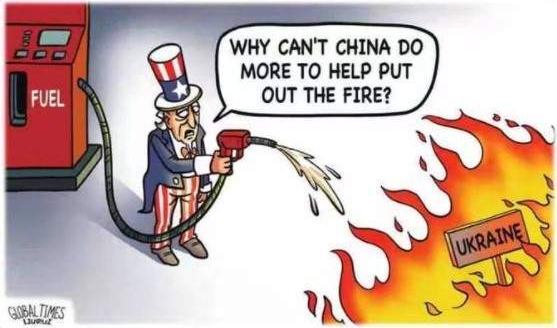 WHY CAN'T CHINA DO
MORE TO HELP PUT
OUT THE FIRE?
FUEL
UKRAINE
GLOBAL TIMES